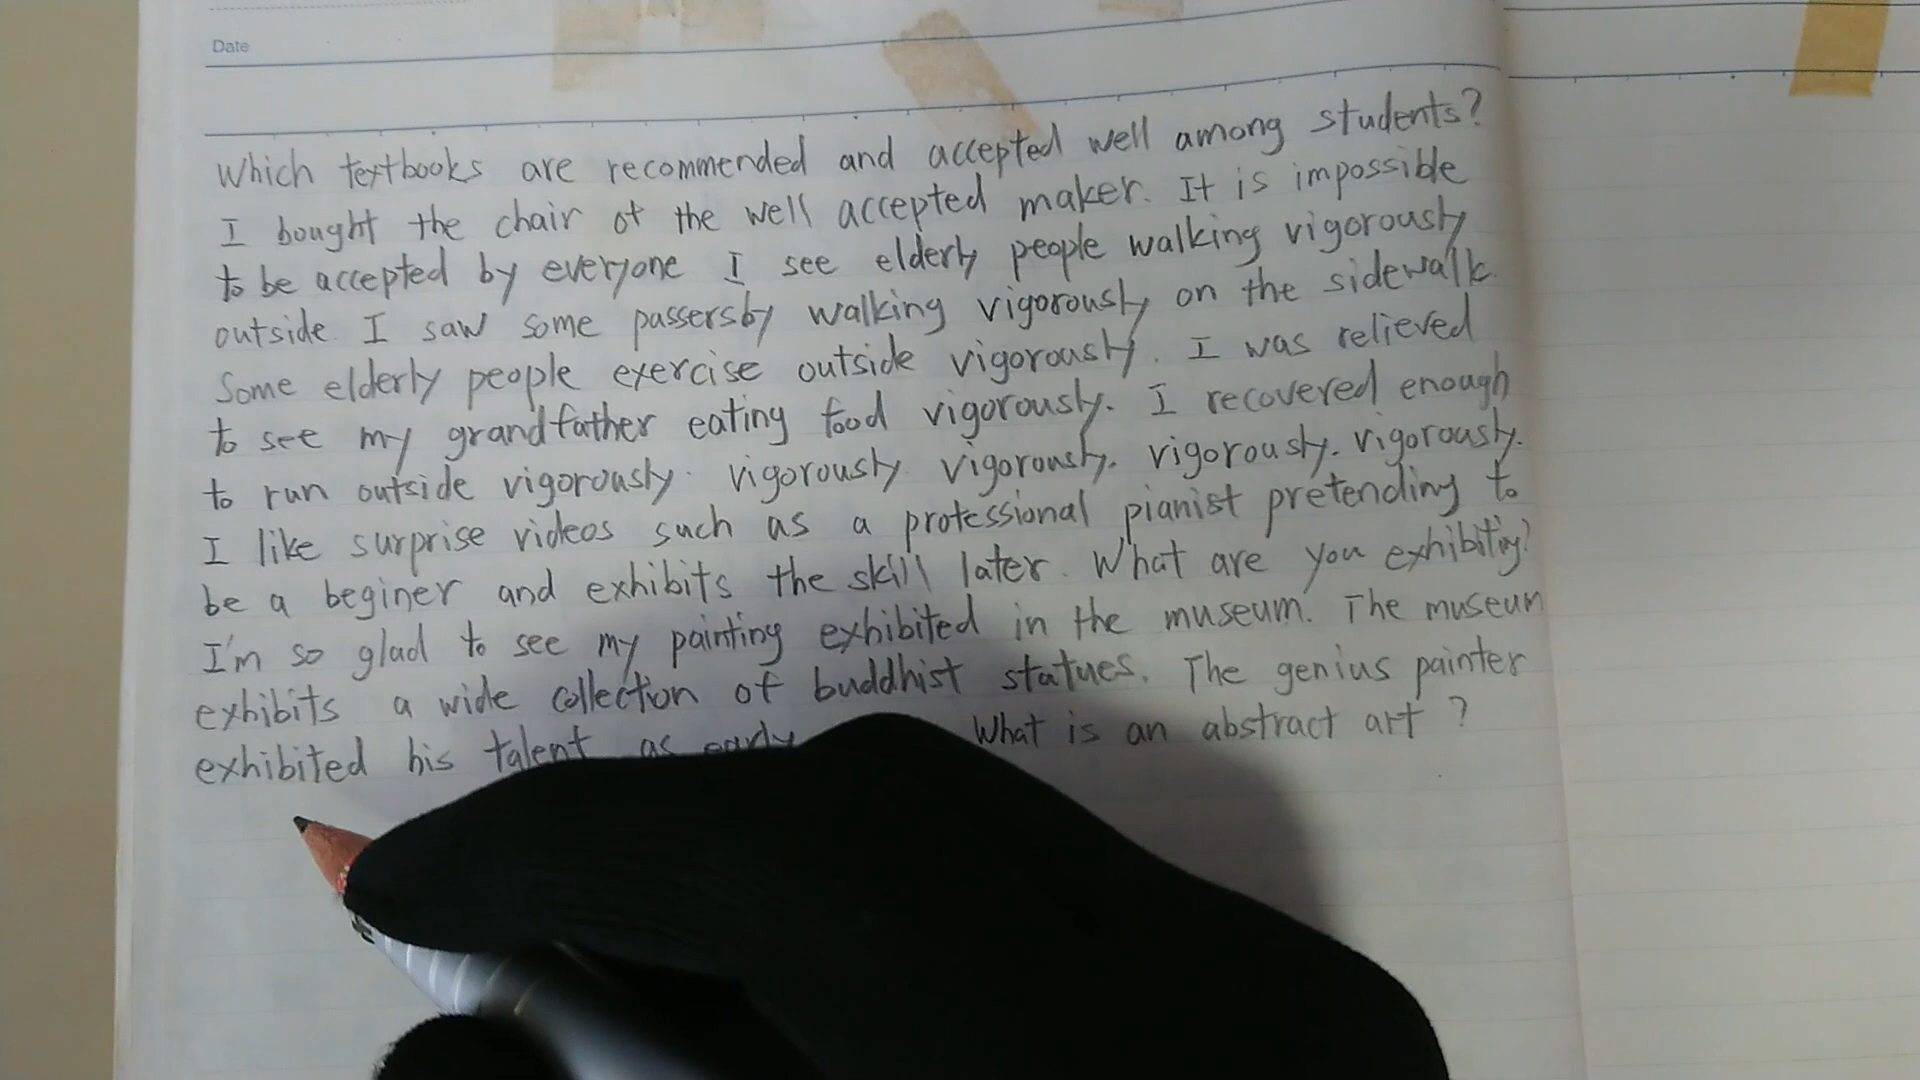 Date
Which textbooks are recommended and accepted well among students?
I bought the chair of the well accepted maker. It is impossible
to be accepted by everyone I see elderly people walking vigorously
outside. I saw some passersby walking vigorously on the sidewalk.
Some elderly people exercise outside vigorously. I was relieved
to see my grandfather eating food vigorously. I recovered enough
to run outside vigorously. vigorously vigorously. vigorously. vigorously.
I like surprise videos such as a professional pianist pretending to
be a beginer and exhibits the skill later. What are you exhibiting?
I'm so glad to see my painting exhibited in the museum. The museum
exhibits a wide collection of buddhist statues. The genius painter
exhibited his talent as early What is an abstract art ?